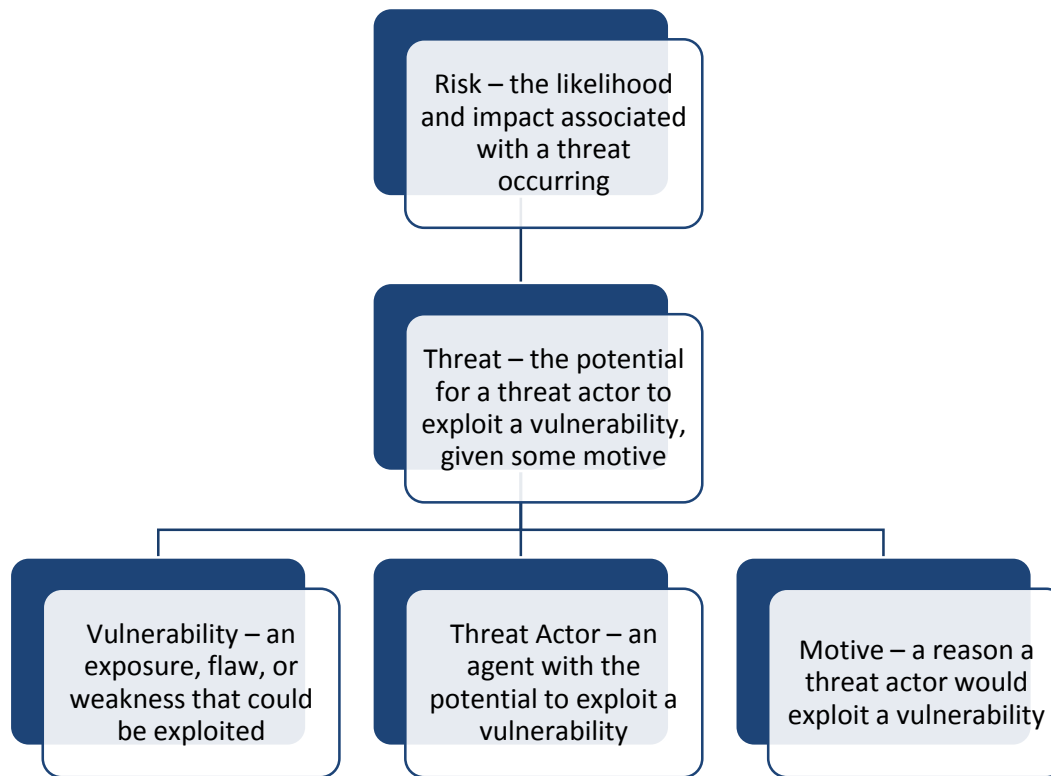 Risk – the likelihood
and impact associated
with a threat
occurring
Threat – the potential
for a threat actor to
exploit a vulnerability,
given some motive
Vulnerability – an
exposure, flaw, or
weakness that could
be exploited
Threat Actor – an
agent with the
potential to exploit a
vulnerability
Motive – a reason a
threat actor would
exploit a vulnerability